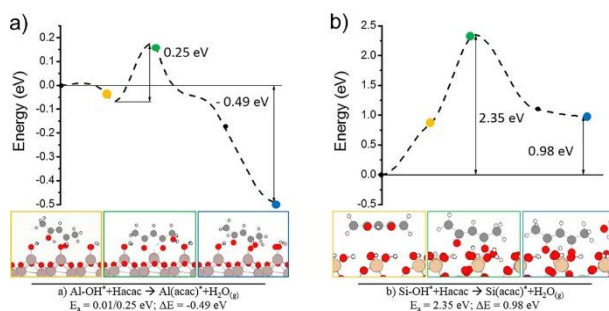 a)
0.2
0.1
0.0
-0.1
-0.2
-0.3
-0.4
-0.5
Energy (eV)
0.25 eV
- 0.49 eV
b)
2.5
2.0
1.5
1.0
0.5
0.0
-0.5
Energy (eV)
2.35 eV
0.98 eV
a) Al-OH*+Hacac → Al(acac)*+H₂O(g)
Eₐ = 0.01/0.25 eV; ΔE = -0.49 eV
b) Si-OH*+Hacac → Si(acac)*+H₂O(g)
Eₐ = 2.35 eV; ΔE = 0.98 eV